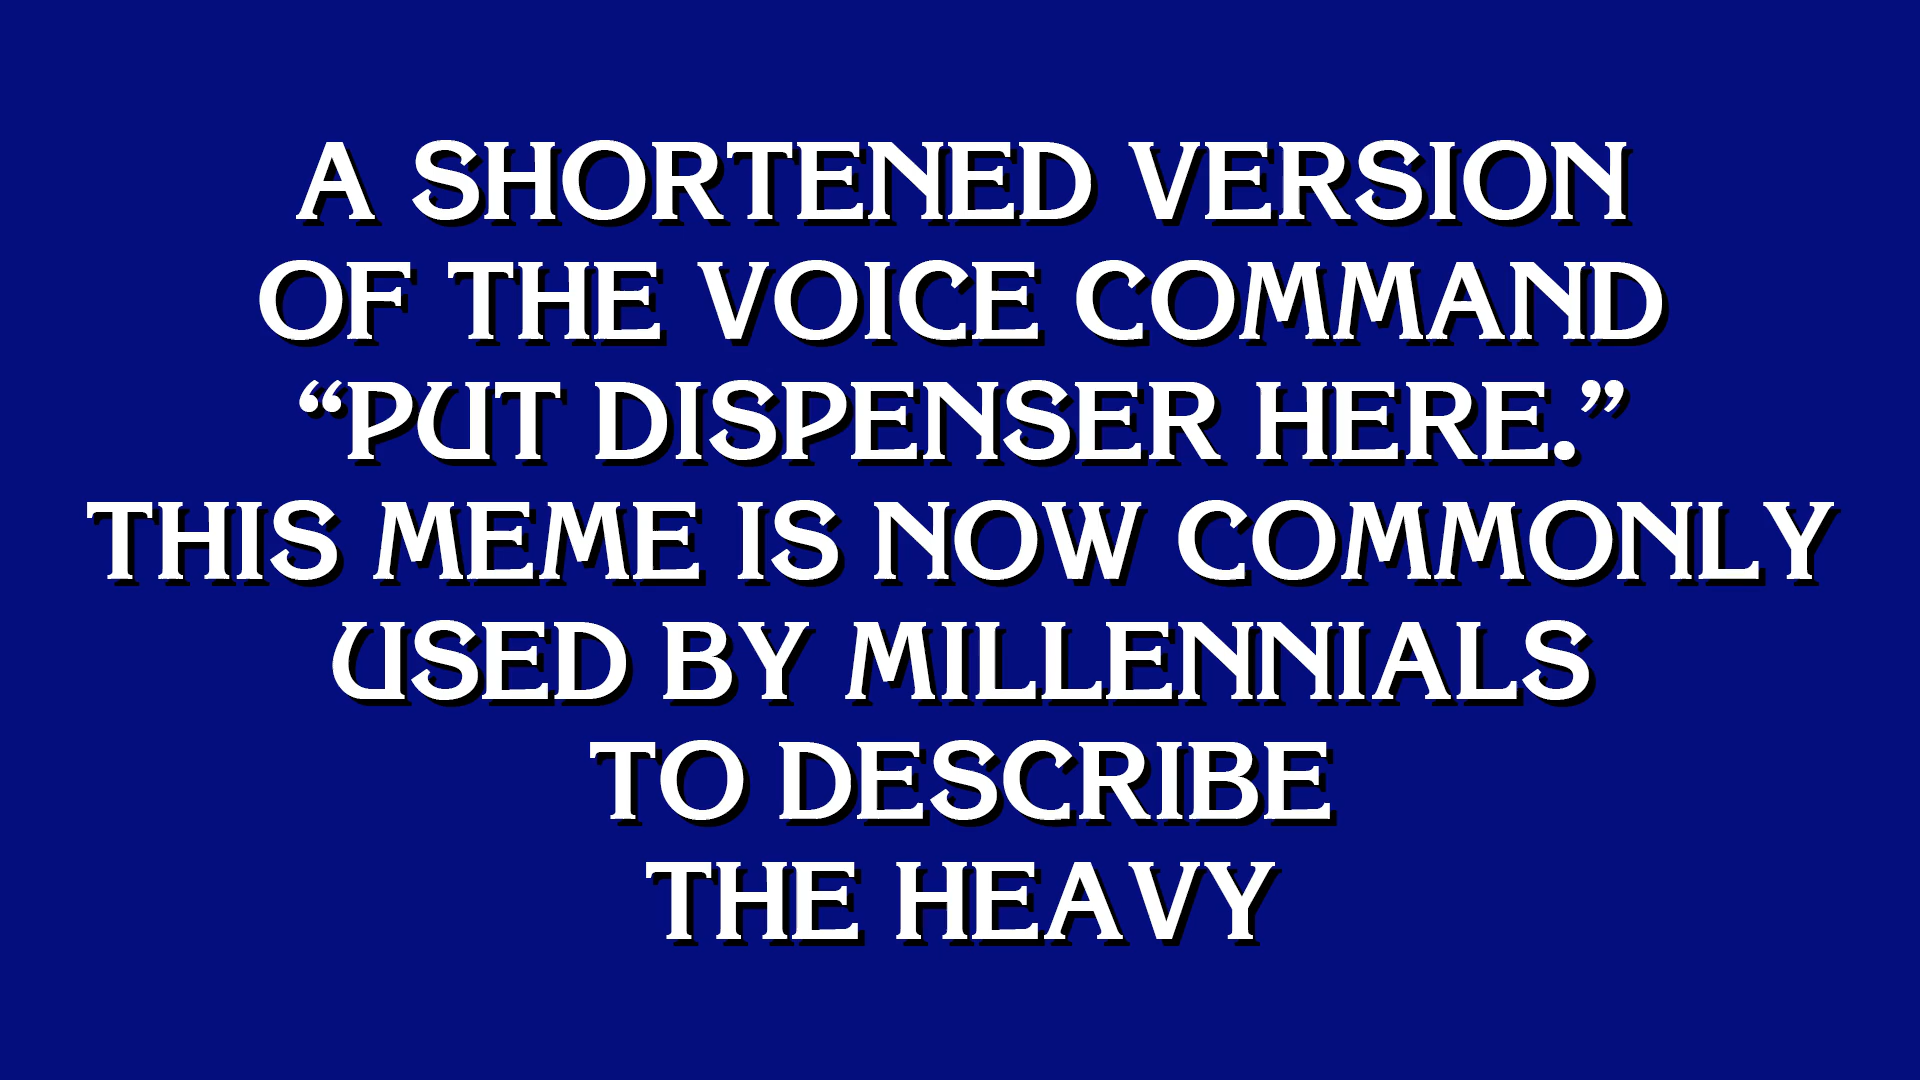 A SHORTENED VERSION
OF THE VOICE COMMAND
“PUT DISPENSER HERE.”
THIS MEME IS NOW COMMONLY
USED BY MILLENNIALS
TO DESCRIBE
THE HEAVY